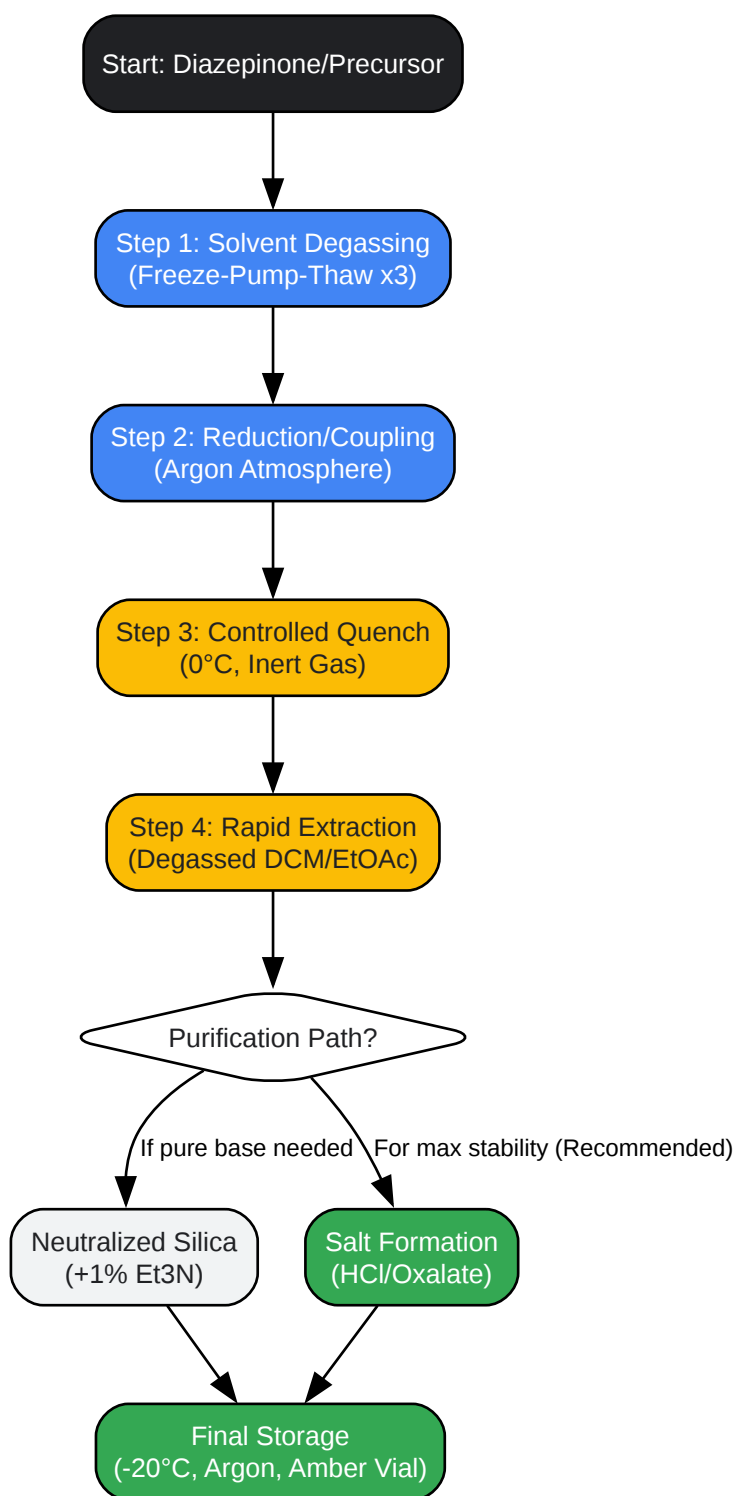 Start: Diazepinone/Precursor
Step 1: Solvent Degassing
(Freeze-Pump-Thaw x3)
Step 2: Reduction/Coupling
(Argon Atmosphere)
Step 3: Controlled Quench
(0°C, Inert Gas)
Step 4: Rapid Extraction
(Degassed DCM/EtOAc)
Purification Path?
If pure base needed
For max stability (Recommended)
Neutralized Silica
(+1% Et3N)
Salt Formation
(HCl/Oxalate)
Final Storage
(-20°C, Argon, Amber Vial)